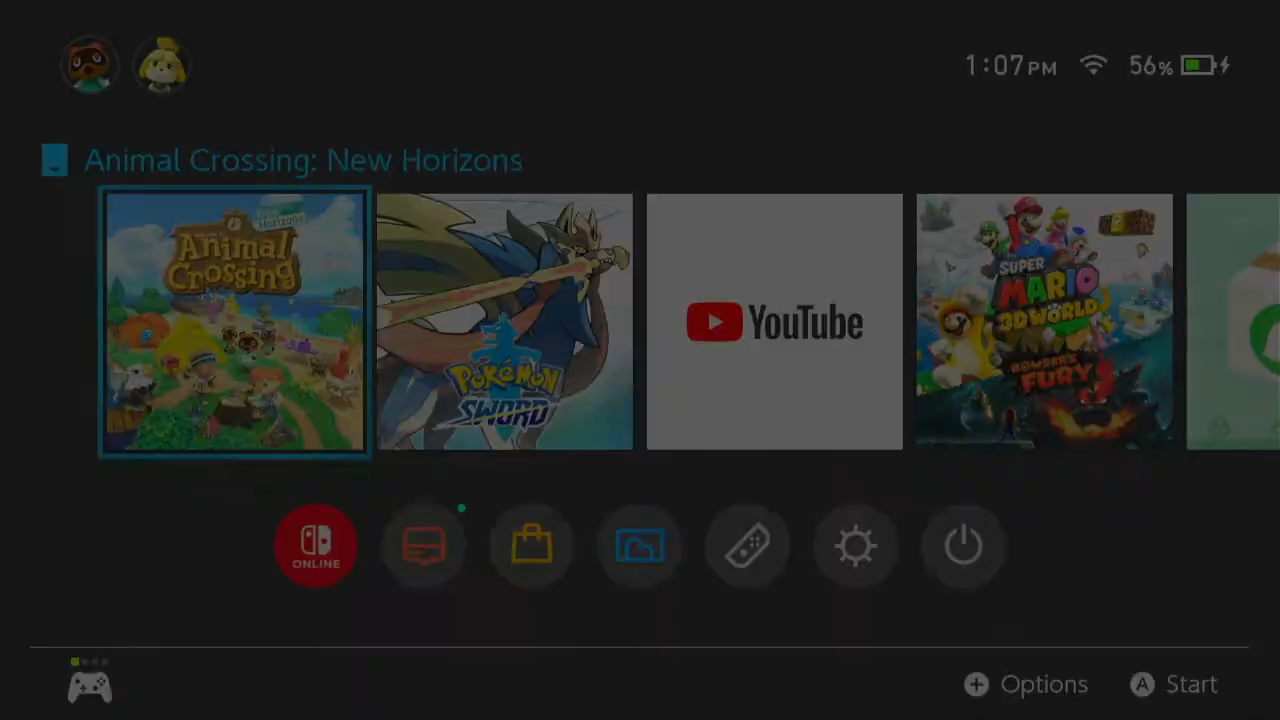 1:07 PM 56%
Animal Crossing: New Horizons
Horizons
Animal
Crossing
POKÉMON
SWORD
YouTube
SUPER
MARIO
3D WORLD
BOWSER'S
FURY
ONLINE
Options
A Start